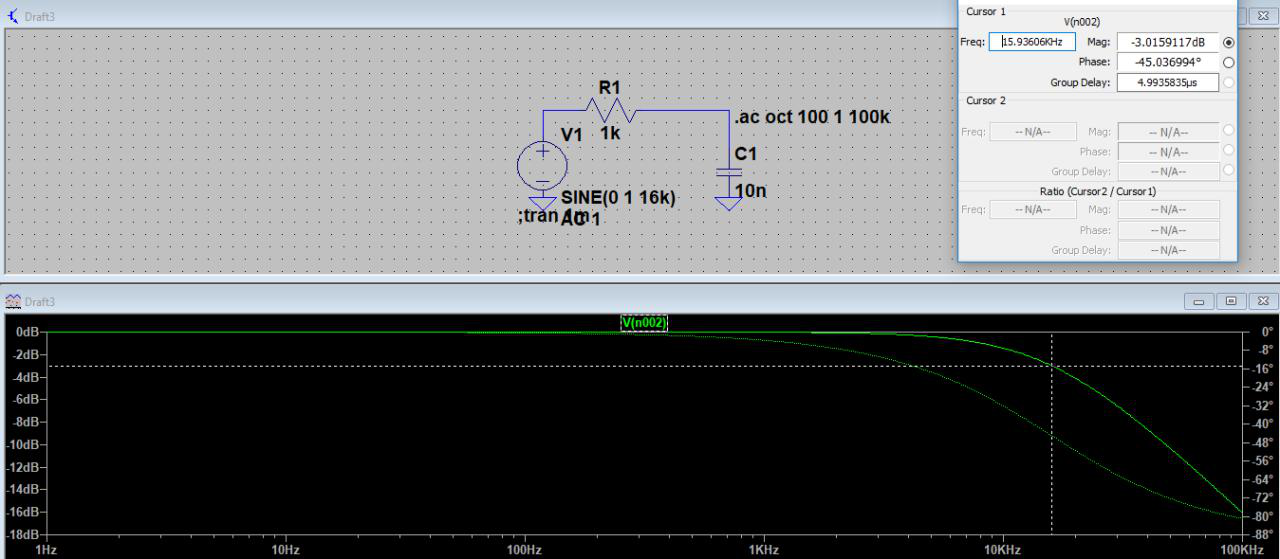 Draft3
Cursor 1
V(n002)
Freq: 15.93606KHz Mag: -3.0159117dB
Phase: -45.036994°
Group Delay: 4.9935835µs
Cursor 2
Freq: -- N/A-- Mag: -- N/A--
Phase: -- N/A--
Group Delay: -- N/A--
Ratio (Cursor2 / Cursor1)
Freq: -- N/A-- Mag: -- N/A--
Phase: -- N/A--
Group Delay: -- N/A--
R1
1k
.ac oct 100 1 100k
V1
C1
10n
SINE(0 1 16k)
;tran 1m
AC 1
Draft3
V(n002)
0dB
-2dB
-4dB
-6dB
-8dB
-10dB
-12dB
-14dB
-16dB
-18dB
0°
-8°
-16°
-24°
-32°
-40°
-48°
-56°
-64°
-72°
-80°
-88°
1Hz 10Hz 100Hz 1KHz 10KHz 100KHz